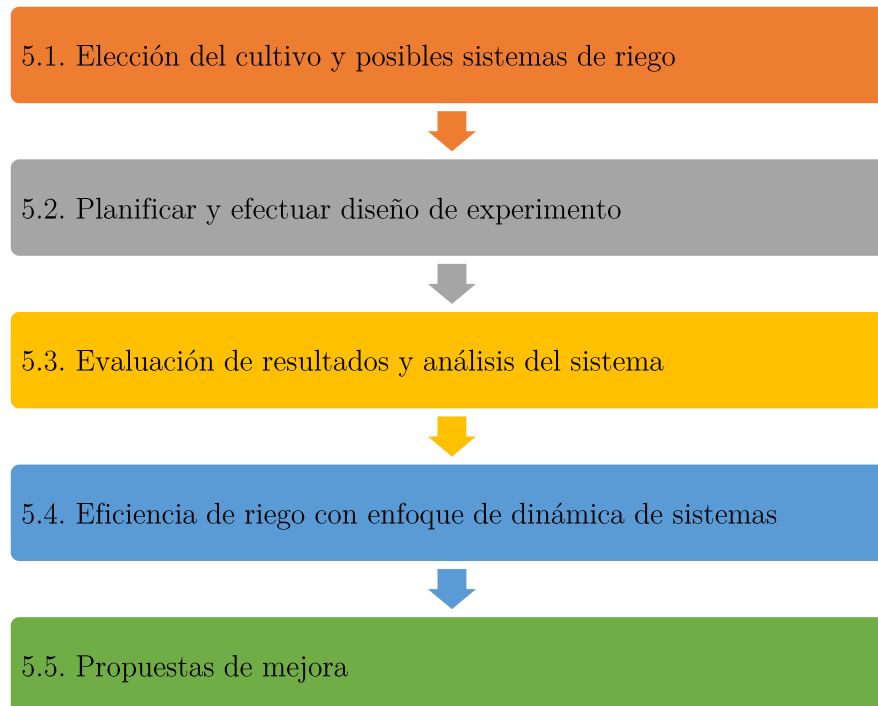 5.1. Elección del cultivo y posibles sistemas de riego
5.2. Planificar y efectuar diseño de experimento
5.3. Evaluación de resultados y análisis del sistema
5.4. Eficiencia de riego con enfoque de dinámica de sistemas
5.5. Propuestas de mejora